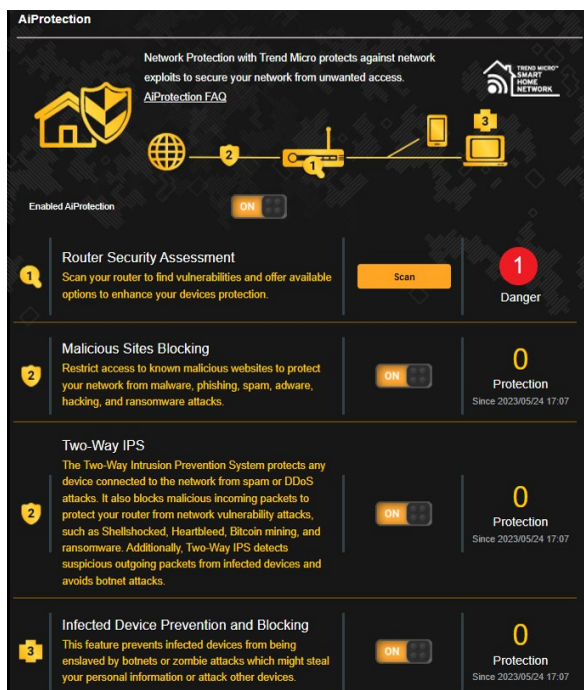 AiProtection
Network Protection with Trend Micro protects against network
exploits to secure your network from unwanted access.
AiProtection FAQ
TREND MICRO™
SMART
HOME
NETWORK
3
2
1
Enabled AiProtection
ON
1
Router Security Assessment
Scan your router to find vulnerabilities and offer available
options to enhance your devices protection.
Scan
1
Danger
2
Malicious Sites Blocking
Restrict access to known malicious websites to protect
your network from malware, phishing, spam, adware,
hacking, and ransomware attacks.
ON
0
Protection
Since 2023/05/24 17:07
2
Two-Way IPS
The Two-Way Intrusion Prevention System protects any
device connected to the network from spam or DDoS
attacks. It also blocks malicious incoming packets to
protect your router from network vulnerability attacks,
such as Shellshocked, Heartbleed, Bitcoin mining, and
ransomware. Additionally, Two-Way IPS detects
suspicious outgoing packets from infected devices and
avoids botnet attacks.
ON
0
Protection
Since 2023/05/24 17:07
3
Infected Device Prevention and Blocking
This feature prevents infected devices from being
enslaved by botnets or zombie attacks which might steal
your personal information or attack other devices.
ON
0
Protection
Since 2023/05/24 17:07